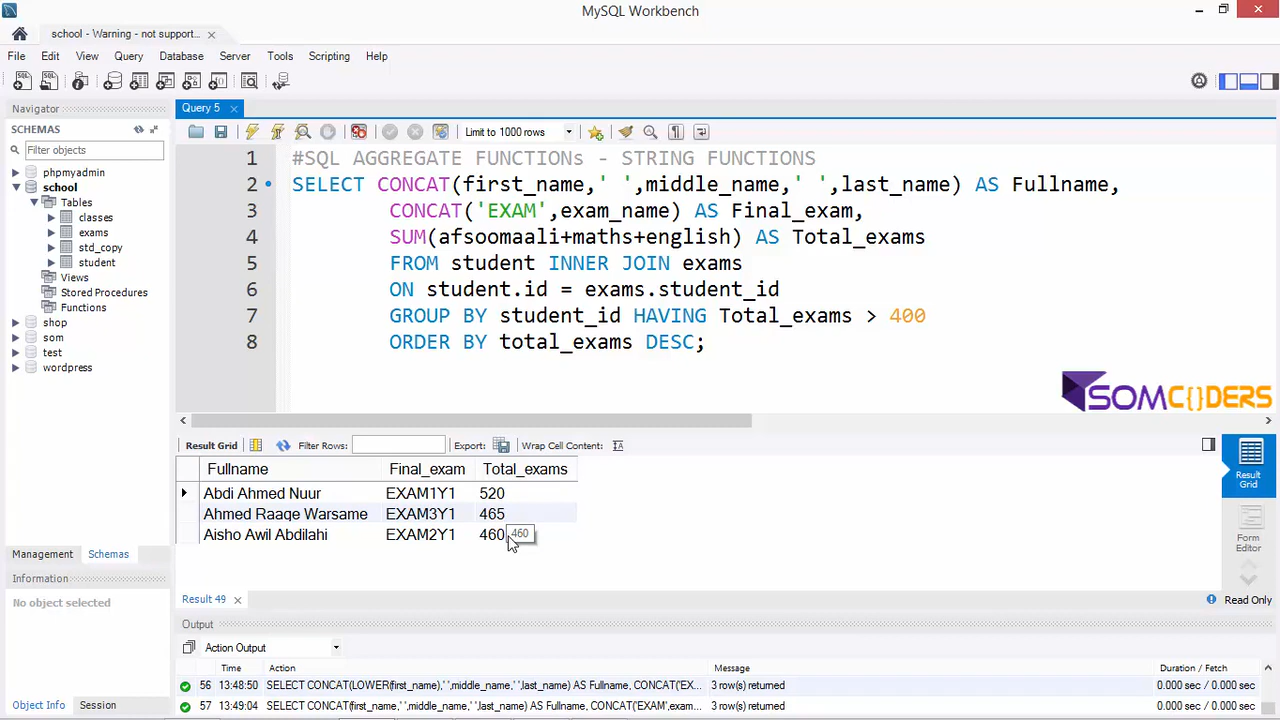 MySQL Workbench
school - Warning - not support...
File Edit View Query Database Server Tools Scripting Help
Navigator
SCHEMAS
Filter objects
phpmyadmin
school
Tables
classes
exams
std_copy
student
Views
Stored Procedures
Functions
shop
som
test
wordpress
Management Schemas
Information
No object selected
Object Info Session
Query 5
Limit to 1000 rows
1 #SQL AGGREGATE FUNCTIONs - STRING FUNCTIONS
2 SELECT CONCAT(first_name,' ',middle_name,' ',last_name) AS Fullname,
3 CONCAT('EXAM',exam_name) AS Final_exam,
4 SUM(afsoomaali+maths+english) AS Total_exams
5 FROM student INNER JOIN exams
6 ON student.id = exams.student_id
7 GROUP BY student_id HAVING Total_exams > 400
8 ORDER BY total_exams DESC;
SOMC{}DERS
Result Grid Filter Rows: Export: Wrap Cell Content: IA
Fullname Final_exam Total_exams
Abdi Ahmed Nuur EXAM1Y1 520
Ahmed Raaqe Warsame EXAM3Y1 465
Aisho Awil Abdilahi EXAM2Y1 460
460
Result Grid
Form Editor
Result 49
Read Only
Output
Action Output
Time Action Message Duration / Fetch
56 13:48:50 SELECT CONCAT(LOWER(first_name),' ',middle_name,' ',last_name) AS Fullname, CONCAT('EX... 3 row(s) returned 0.000 sec / 0.000 sec
57 13:49:04 SELECT CONCAT(first_name,' ',middle_name,' ',last_name) AS Fullname, CONCAT('EXAM',exam... 3 row(s) returned 0.000 sec / 0.000 sec